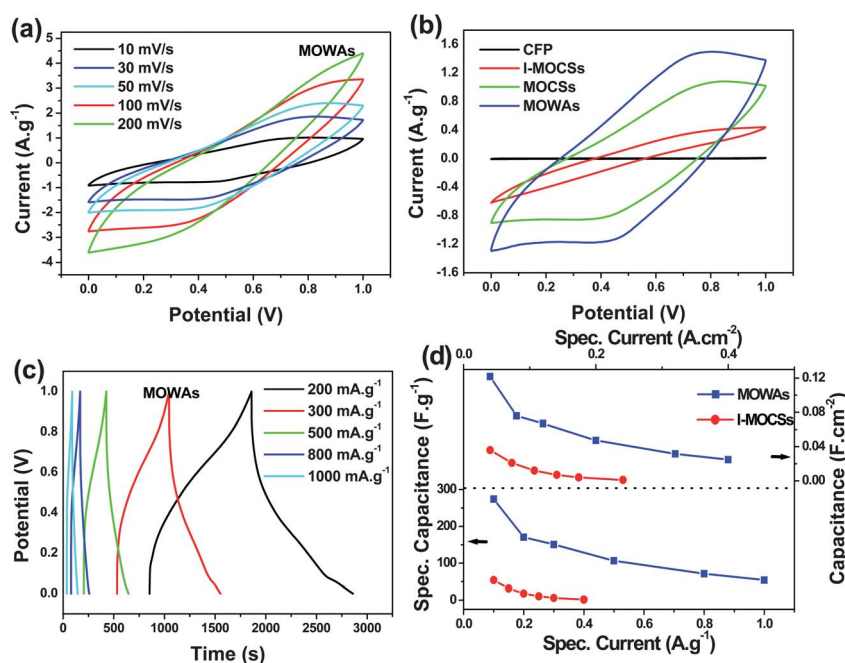 (a)
MOWAs
10 mV/s
30 mV/s
50 mV/s
100 mV/s
200 mV/s
5
4
3
2
1
0
-1
-2
-3
-4
0.0 0.2 0.4 0.6 0.8 1.0
Current (A.g-1)
Potential (V)
(b)
CFP
I-MOCSs
MOCSs
MOWAs
1.6
1.2
0.8
0.4
0.0
-0.4
-0.8
-1.2
-1.6
0.0 0.2 0.4 0.6 0.8 1.0
Current (A.g-1)
Potential (V)
(c)
MOWAs
200 mA.g-1
300 mA.g-1
500 mA.g-1
800 mA.g-1
1000 mA.g-1
1.0
0.8
0.6
0.4
0.2
0.0
0 500 1000 1500 2000 2500 3000
Potential (V)
Time (s)
Spec. Current (A.cm-2)
0.0 0.2 0.4
(d)
MOWAs
I-MOCSs
0.12
0.08
0.04
0.00
Capacitance (F.cm-2)
300
200
100
0
Spec. Capacitance (F.g-1)
0.0 0.2 0.4 0.6 0.8 1.0
Spec. Current (A.g-1)